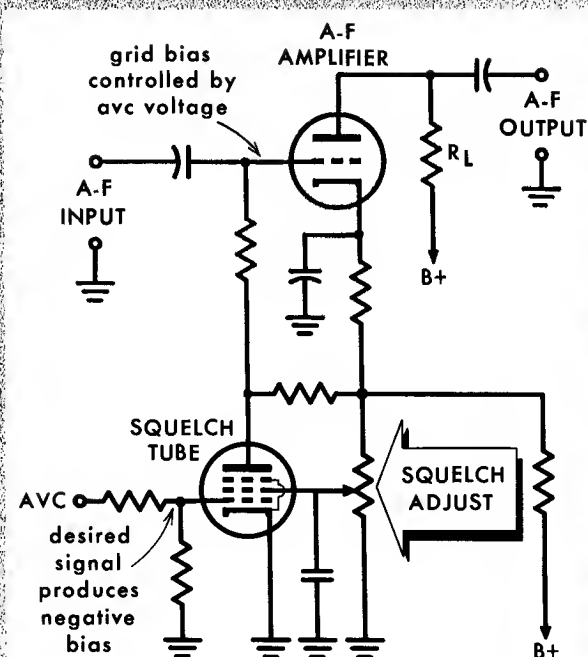 A-F
AMPLIFIER
grid bias
controlled by
avc voltage
A-F
OUTPUT
RL
A-F
INPUT
B+
SQUELCH
TUBE
SQUELCH
ADJUST
AVC
desired
signal
produces
negative
bias
B+